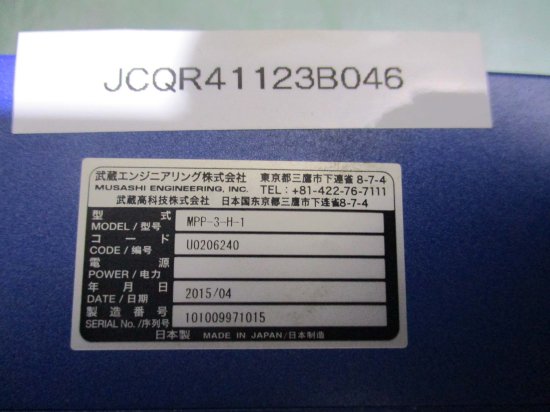 JCQR41123B046
武蔵エンジニアリング株式会社 東京都三鷹市下連雀8-7-4
MUSASHI ENGINEERING, INC. TEL：+81-422-76-7111
武蔵高科技株式会社 日本国东京都三鹰市下连雀8-7-4
型式
MODEL / 型号 MPP-3-H-1
コード
CODE / 编号 U0206240
電源
POWER / 电力
年月日
DATE / 日期 2015/04
製造番号
SERIAL No. /序列号 101009971015
日本製 MADE IN JAPAN/日本制造